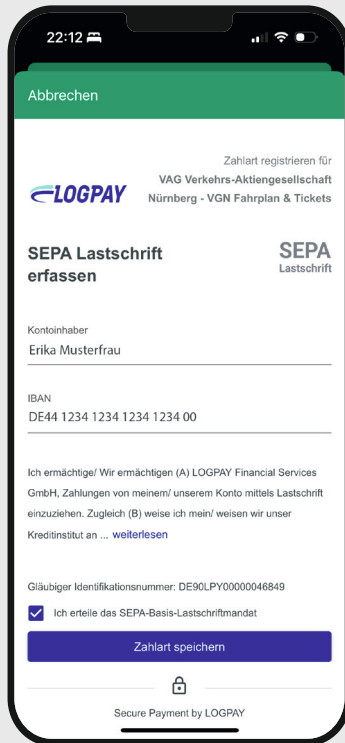 22:12
Abbrechen
Zahlart registrieren für
VAG Verkehrs-Aktiengesellschaft
Nürnberg - VGN Fahrplan & Tickets
LOGPAY
SEPA Lastschrift
erfassen
SEPA
Lastschrift
Kontoinhaber
Erika Musterfrau
IBAN
DE44 1234 1234 1234 1234 00
Ich ermächtige/ Wir ermächtigen (A) LOGPAY Financial Services
GmbH, Zahlungen von meinem/ unserem Konto mittels Lastschrift
einzuziehen. Zugleich (B) weise ich mein/ weisen wir unser
Kreditinstitut an ... weiterlesen
Gläubiger Identifikationsnummer: DE90LPY00000046849
Ich erteile das SEPA-Basis-Lastschriftmandat
Zahlart speichern
Secure Payment by LOGPAY